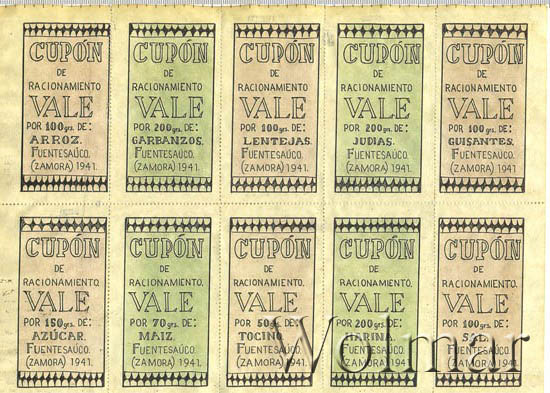 CUPÓN
DE
RACIONAMIENTO
VALE
POR 100 grs. DE:
ARROZ.
FUENTESAÚCO.
(ZAMORA) 1941.
CUPÓN
DE
RACIONAMIENTO
VALE
POR 200 grs. DE:
GARBANZOS.
FUENTESAÚCO.
(ZAMORA) 1941.
CUPÓN
DE
RACIONAMIENTO
VALE
POR 100 grs. DE:
LENTEJAS.
FUENTESAÚCO.
(ZAMORA) 1941.
CUPÓN
DE
RACIONAMIENTO
VALE
POR 200 grs. DE:
JUDIAS.
FUENTESAÚCO.
(ZAMORA) 1941.
CUPÓN
DE
RACIONAMIENTO
VALE
POR 100 grs. DE:
GUISANTES.
FUENTESAÚCO.
(ZAMORA) 1941.
CUPÓN
DE
RACIONAMIENTO.
VALE
POR 150 grs. DE:
AZÚCAR.
FUENTESAÚCO.
(ZAMORA) 1941.
CUPÓN
DE
RACIONAMIENTO.
VALE
POR 70 grs. DE:
MAIZ.
FUENTESAÚCO.
(ZAMORA) 1941.
CUPÓN
DE
RACIONAMIENTO.
VALE
POR 50 grs. DE:
TOCINO.
FUENTESAÚCO.
(ZAMORA) 1941.
CUPÓN
DE
RACIONAMIENTO.
VALE
POR 200 grs. DE:
HARINA.
FUENTESAÚCO.
(ZAMORA) 1941.
CUPÓN
DE
RACIONAMIENTO.
VALE
POR 100 grs. DE:
SAL.
FUENTESAÚCO.
(ZAMORA) 1941.
Wolmar